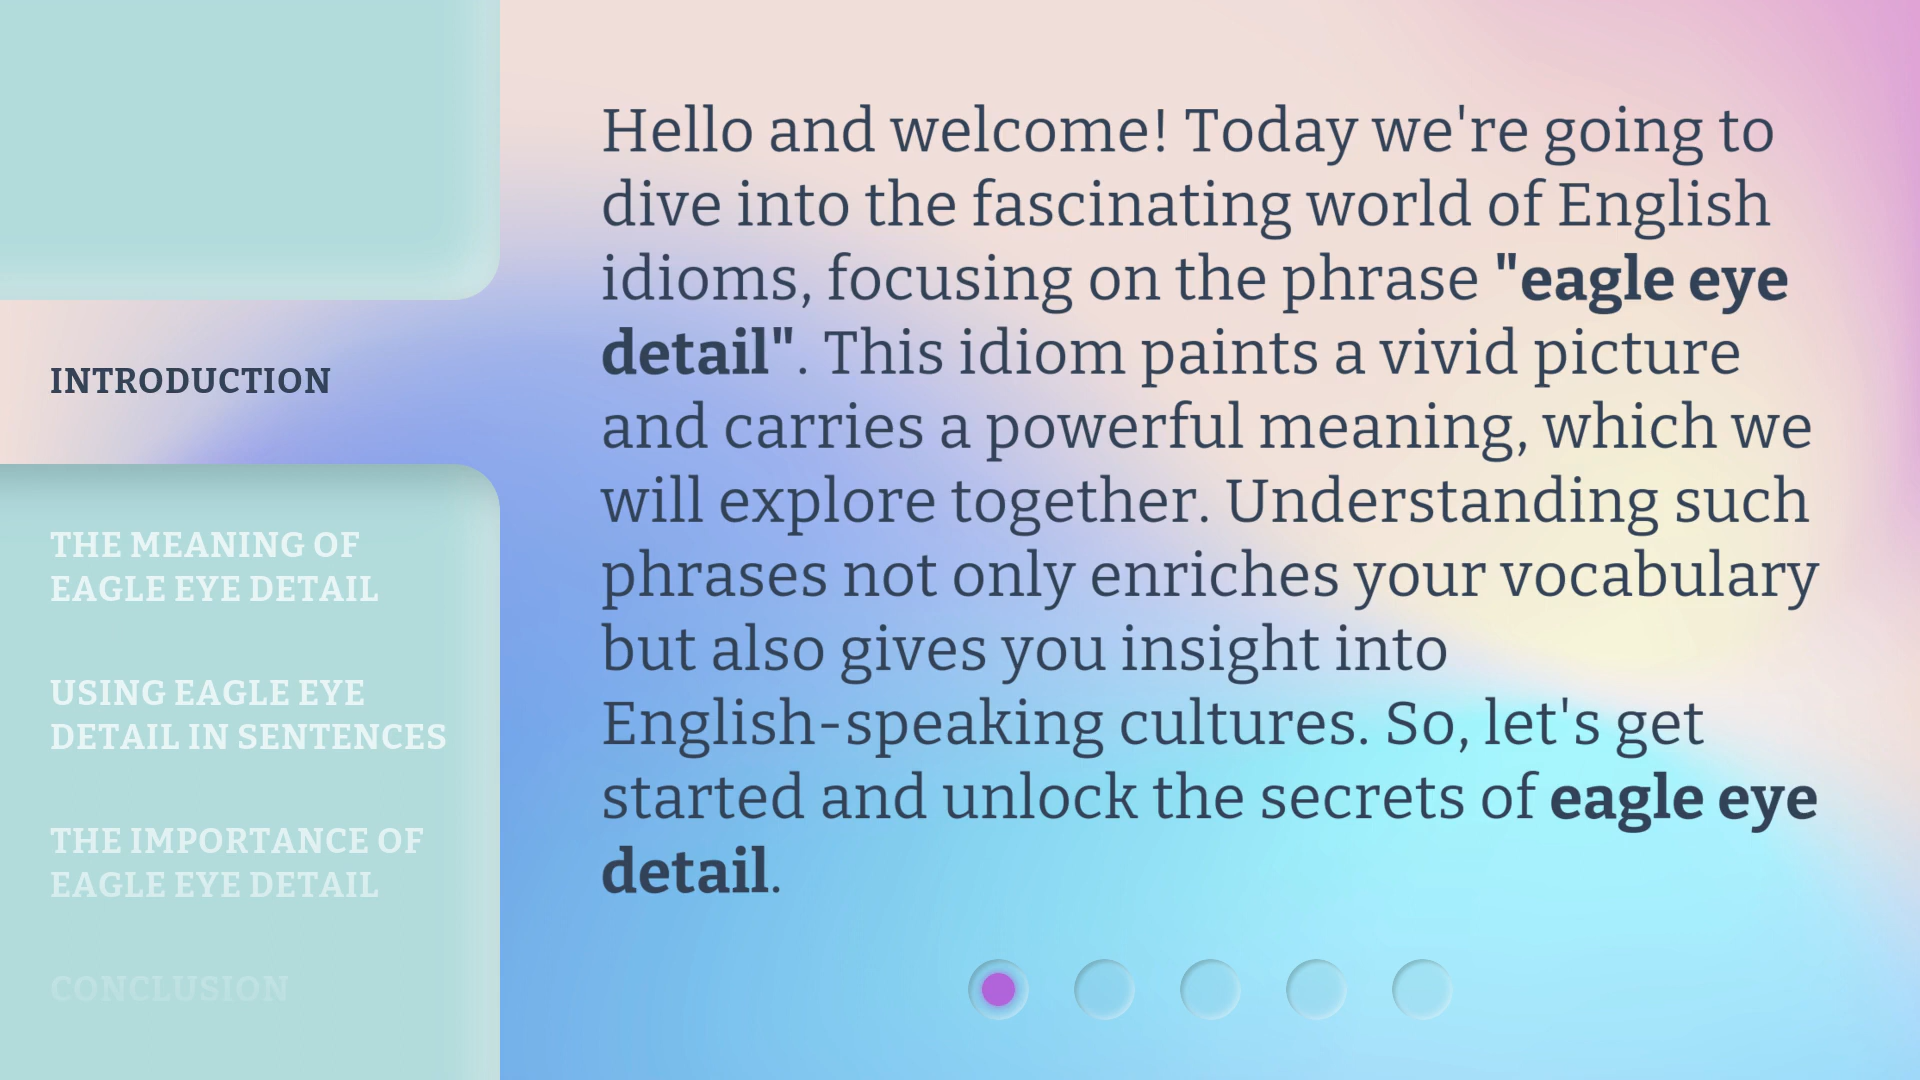 INTRODUCTION
THE MEANING OF
EAGLE EYE DETAIL
USING EAGLE EYE
DETAIL IN SENTENCES
THE IMPORTANCE OF
EAGLE EYE DETAIL
CONCLUSION
Hello and welcome! Today we're going to
dive into the fascinating world of English
idioms, focusing on the phrase "eagle eye
detail". This idiom paints a vivid picture
and carries a powerful meaning, which we
will explore together. Understanding such
phrases not only enriches your vocabulary
but also gives you insight into
English-speaking cultures. So, let's get
started and unlock the secrets of eagle eye
detail.